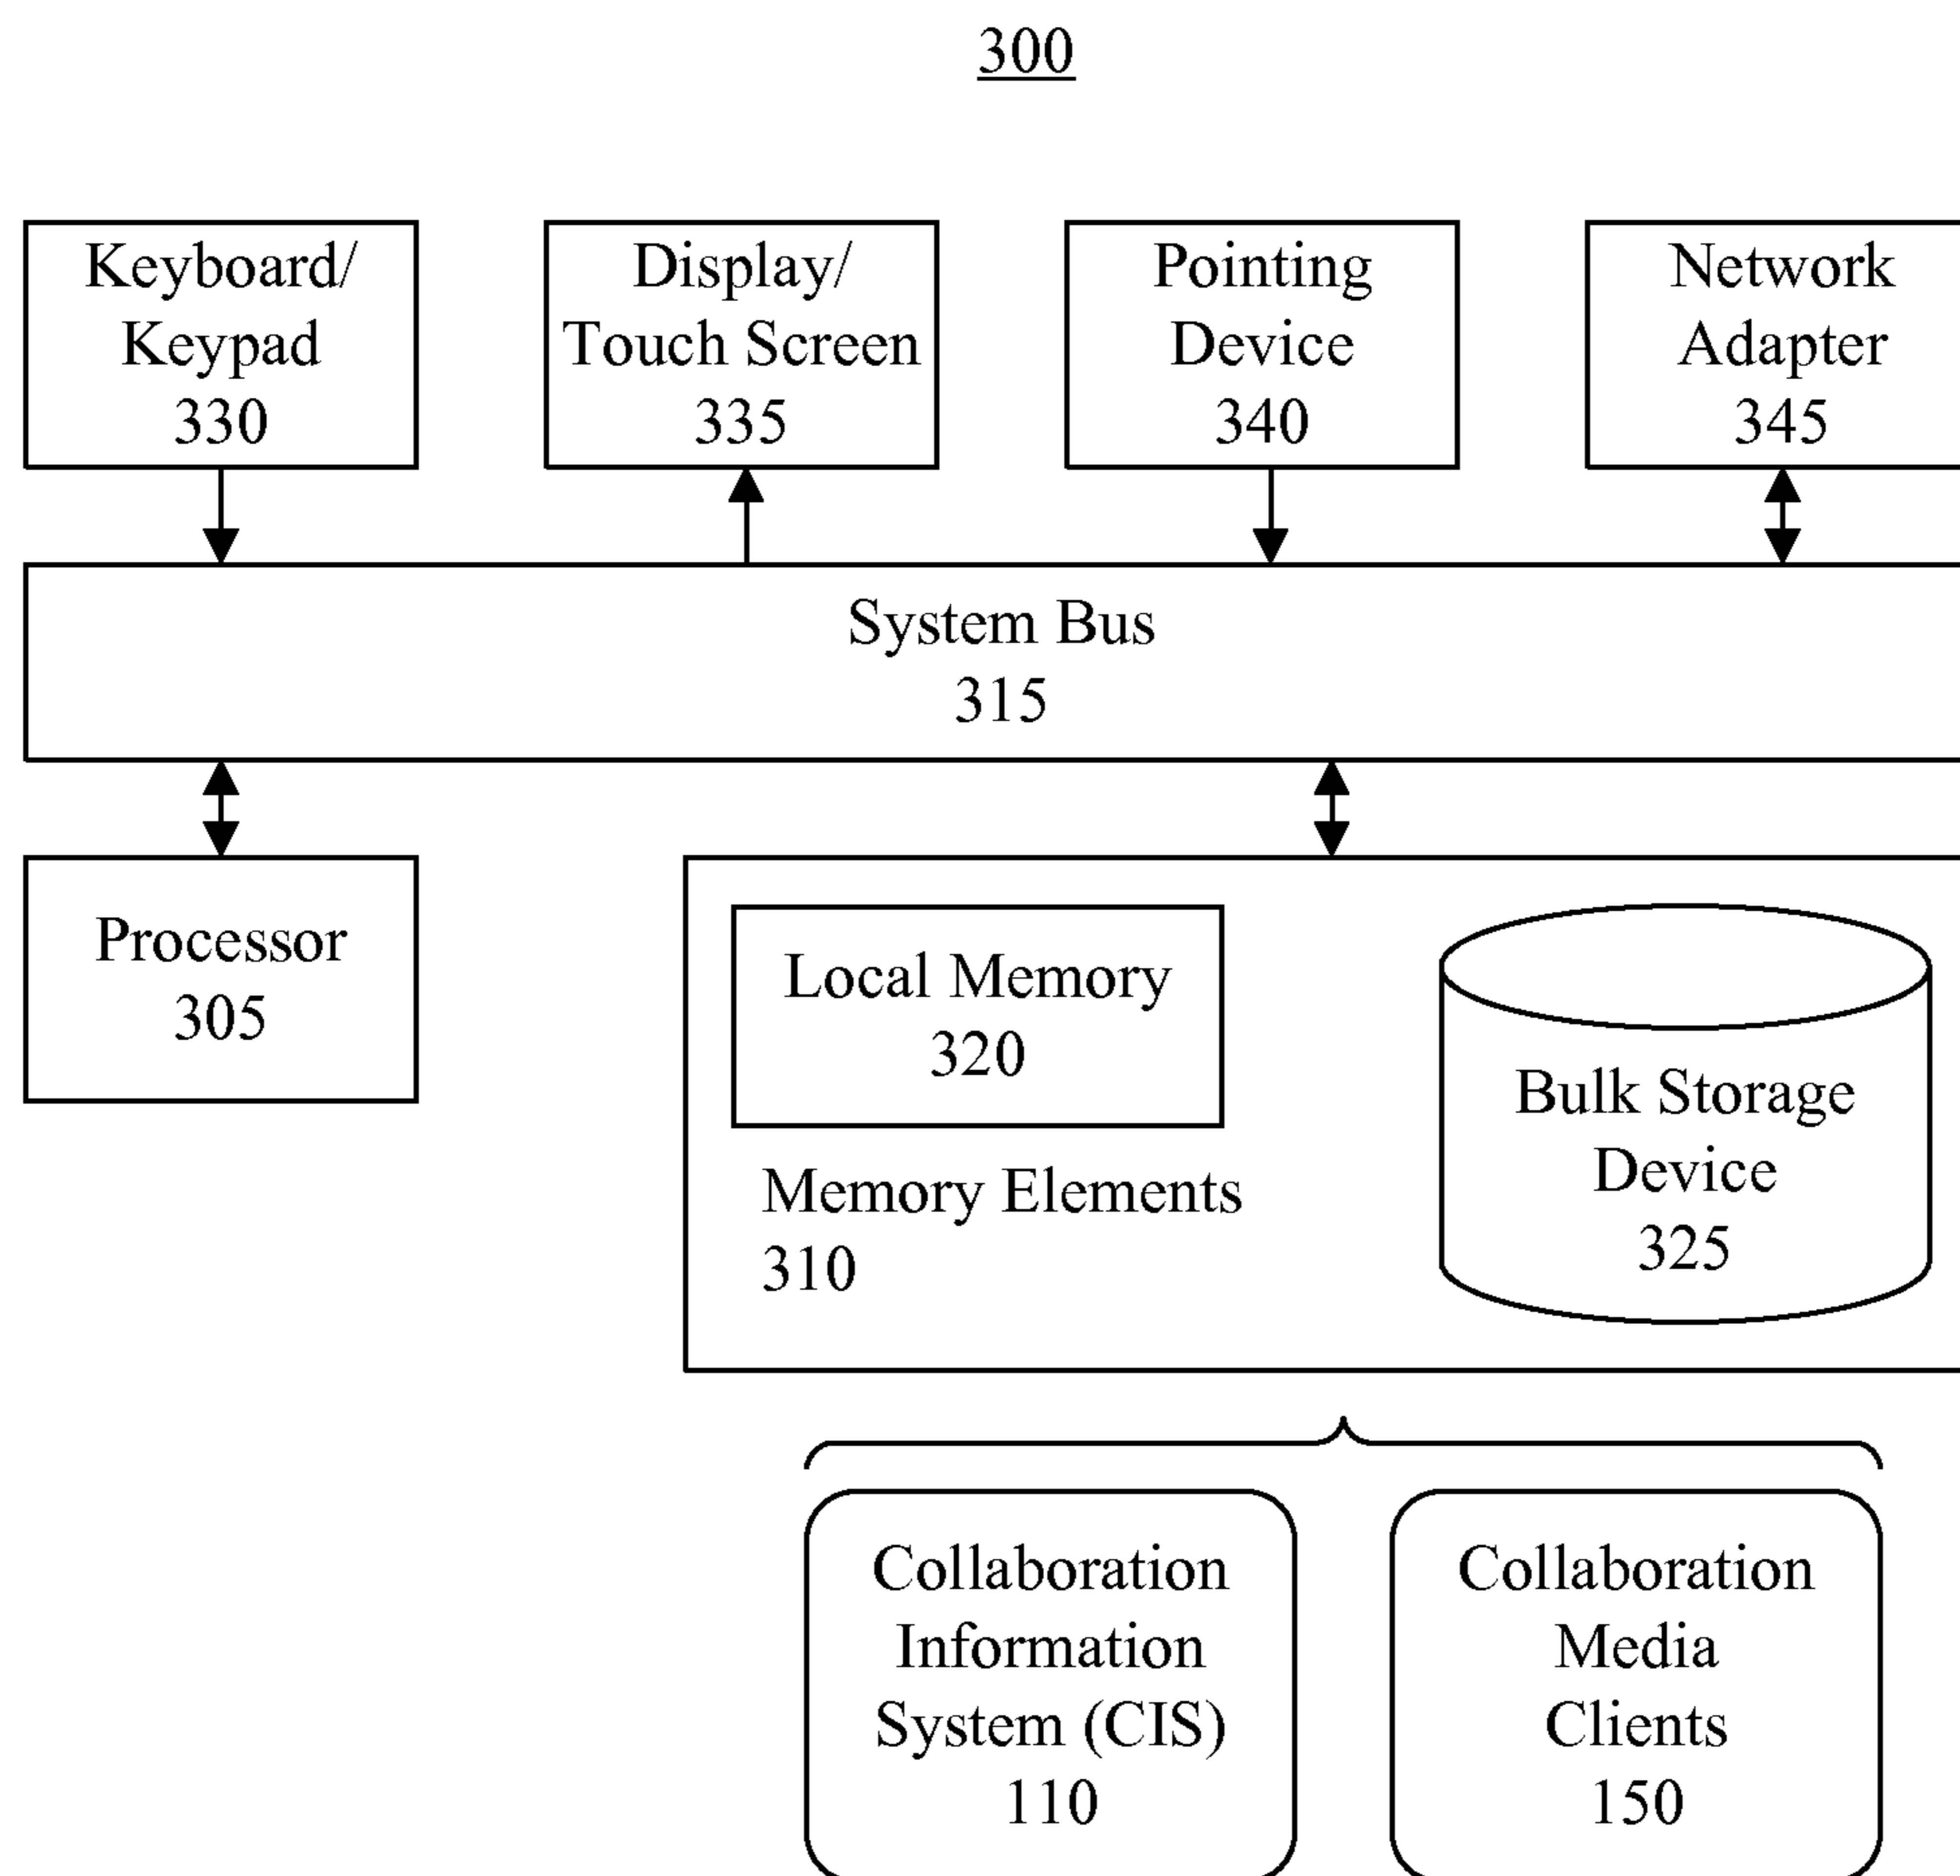 300
Keyboard/
Keypad
330
Display/
Touch Screen
335
Pointing
Device
340
Network
Adapter
345
System Bus
315
Processor
305
Local Memory
320
Memory Elements
310
Bulk Storage
Device
325
Collaboration
Information
System (CIS)
110
Collaboration
Media
Clients
150